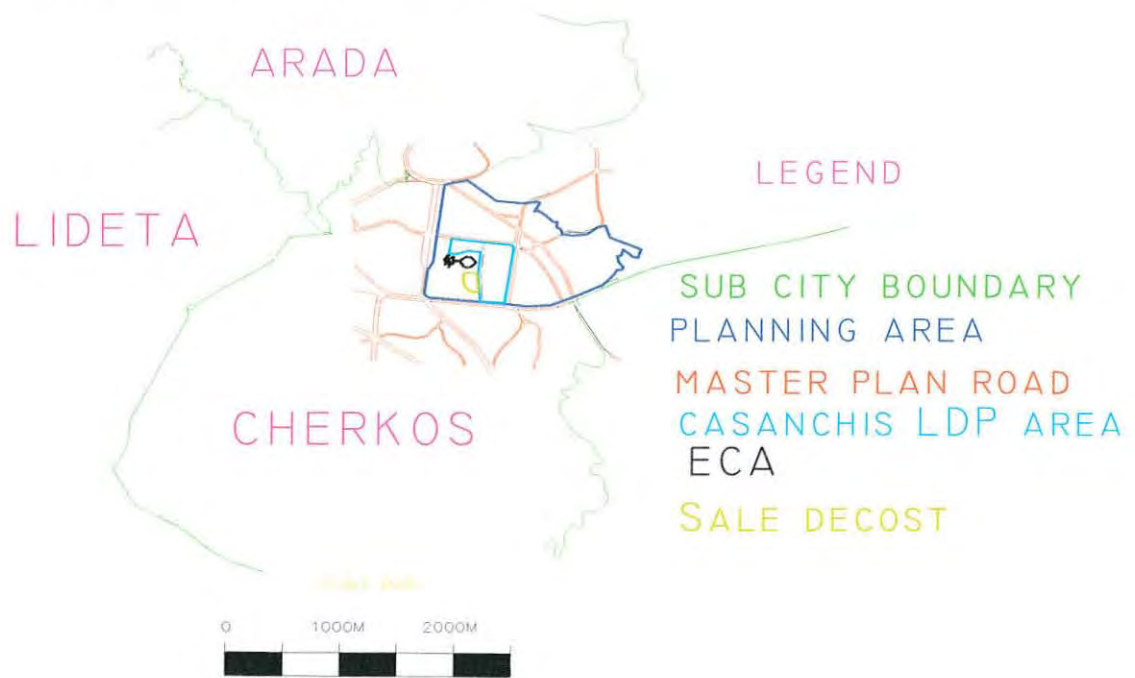 ARADA
LEGEND
LIDETA
SUB CITY BOUNDARY
PLANNING AREA
MASTER PLAN ROAD
CASANCHIS LDP AREA
CHERKOS
ECA
SALE DECOST
0 1000M 2000M